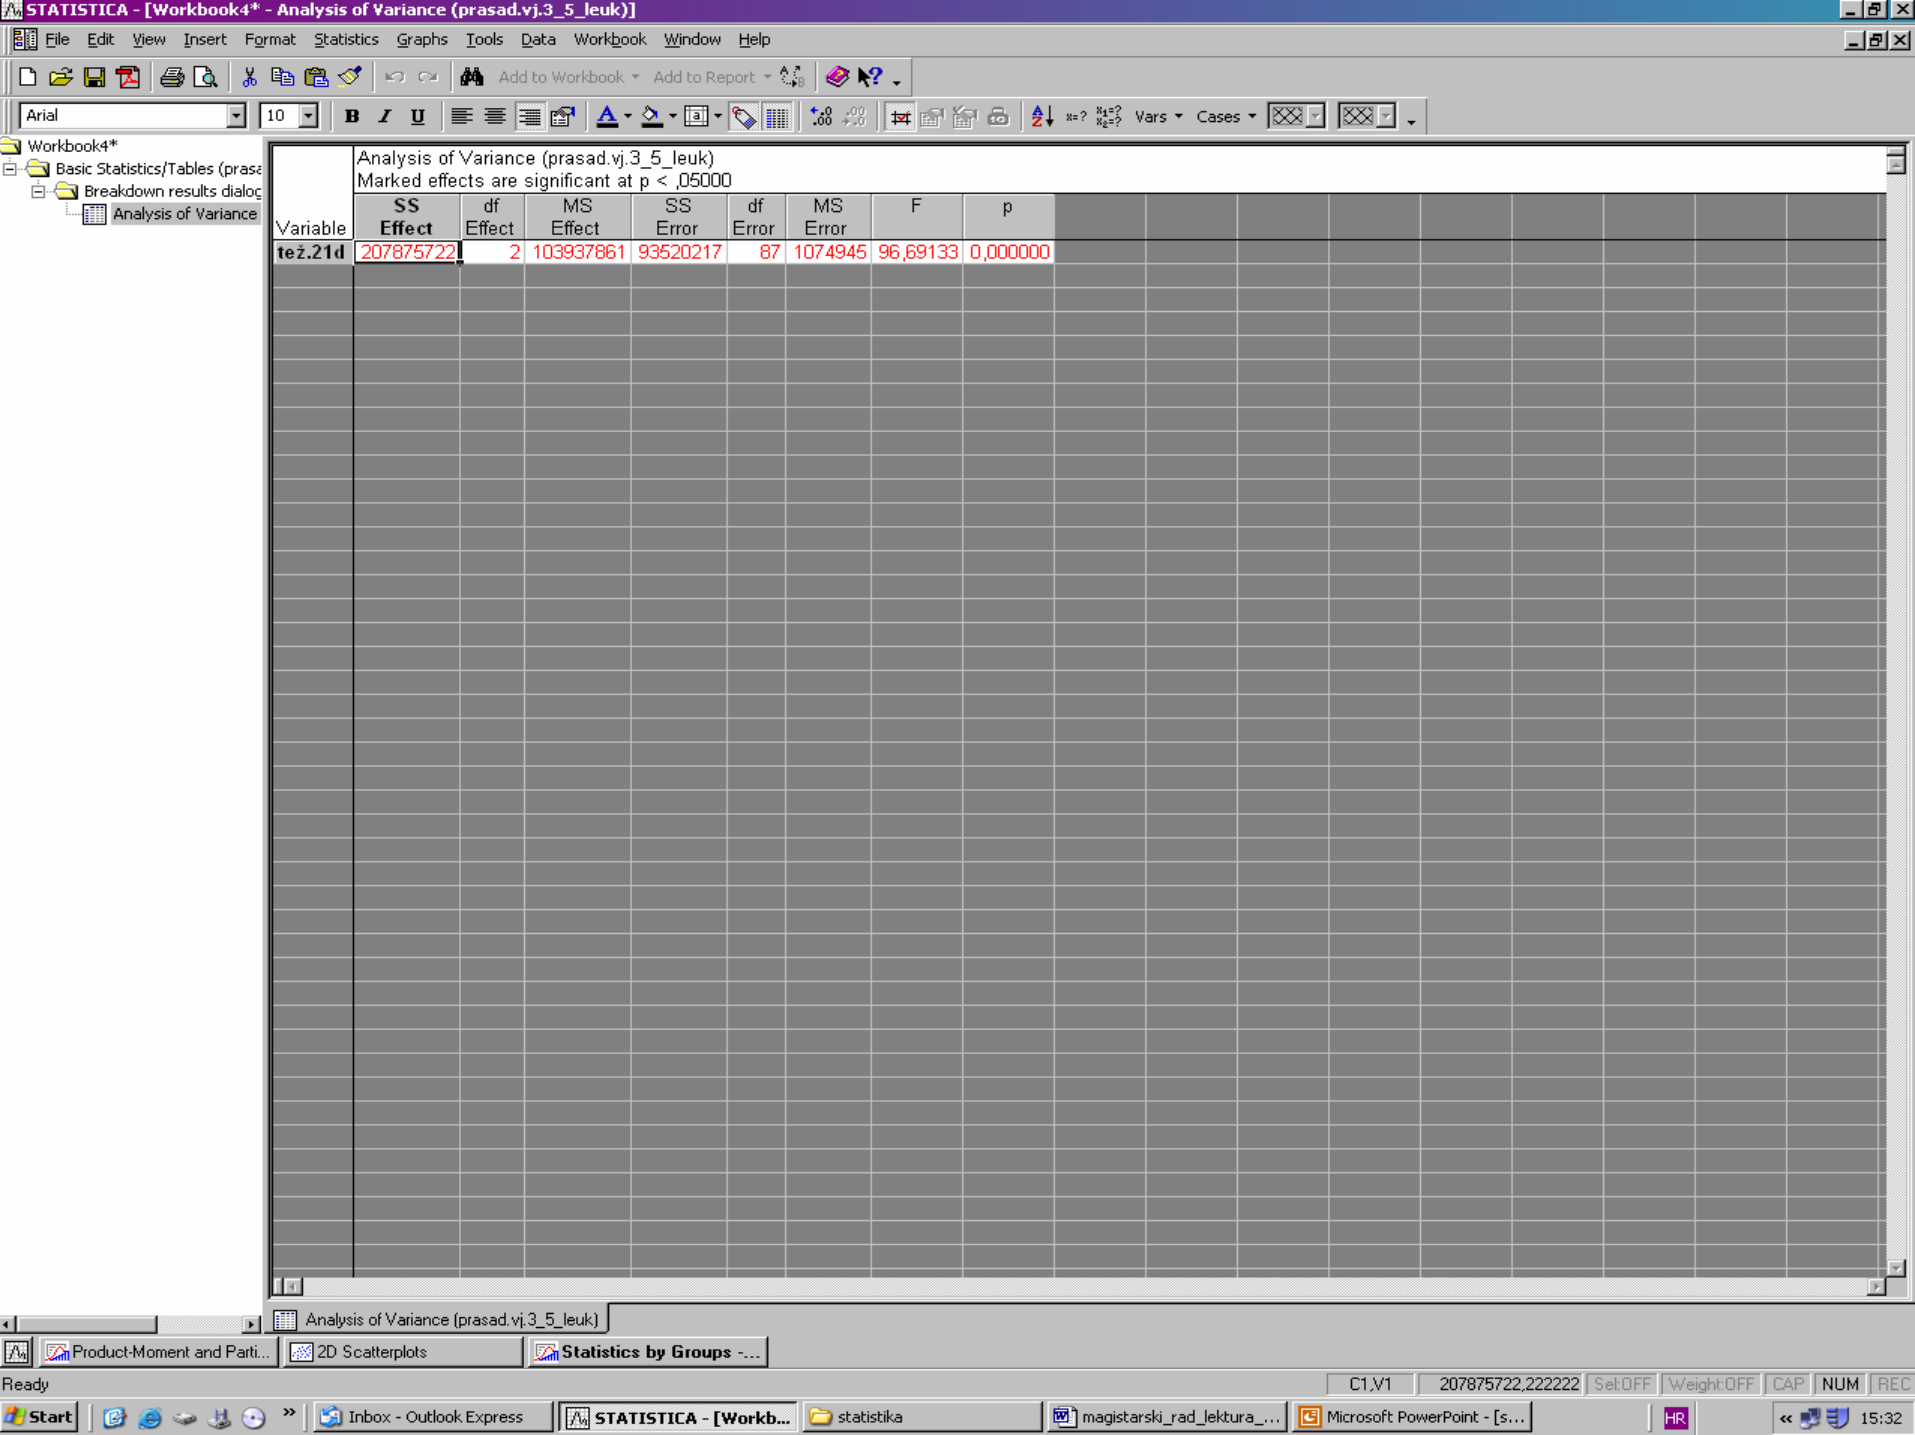 STATISTICA - [Workbook4* - Analysis of Variance (prasad.vj.3_5_leuk)]
File Edit View Insert Format Statistics Graphs Tools Data Workbook Window Help
Add to Workbook Add to Report
Arial 10 B I U Vars Cases
Workbook4*
Basic Statistics/Tables (prasa
Breakdown results dialog
Analysis of Variance
Analysis of Variance (prasad.vj.3_5_leuk)
Marked effects are significant at p < ,05000
Variable SS Effect df Effect MS Effect SS Error df Error MS Error F p
tež.21d 207875722 2 103937861 93520217 87 1074945 96,69133 0,000000
Analysis of Variance (prasad.vj.3_5_leuk)
Product-Moment and Parti... 2D Scatterplots Statistics by Groups -...
Ready C1,V1 207875722,222222 Sel:OFF Weight:OFF CAP NUM REC
Start Inbox - Outlook Express STATISTICA - [Workb... statistika magistarski_rad_lektura_... Microsoft PowerPoint - [s... HR 15:32